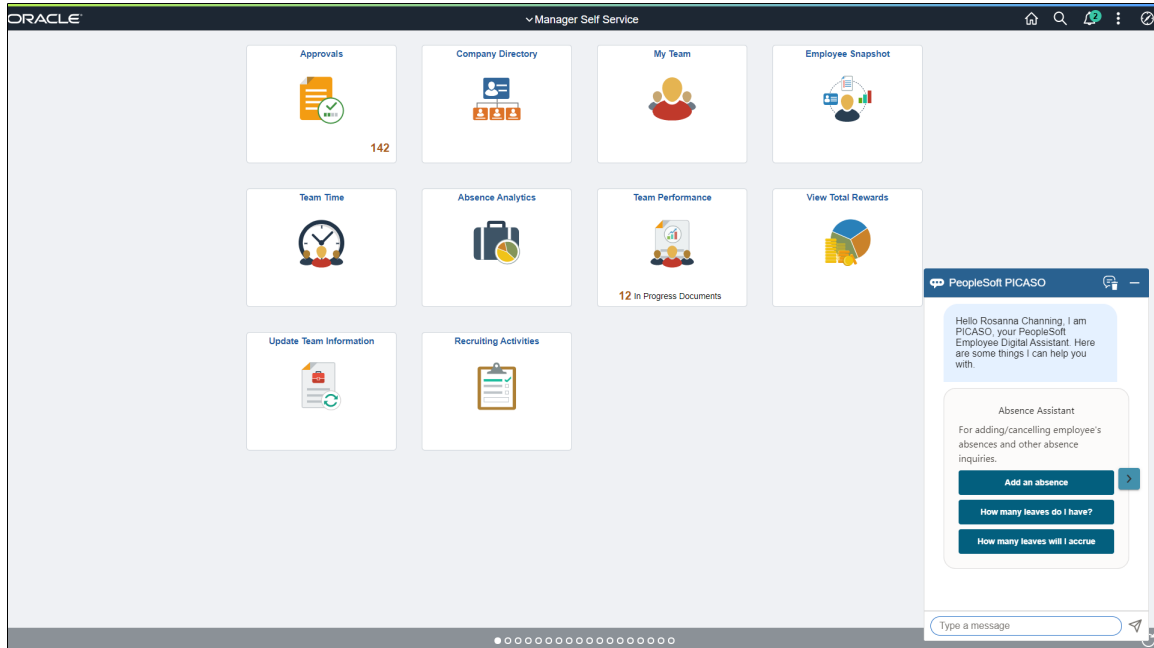 ORACLE
Manager Self Service
2
Approvals
142
Company Directory
My Team
Employee Snapshot
Team Time
Absence Analytics
Team Performance
12 In Progress Documents
View Total Rewards
Update Team Information
Recruiting Activities
PeopleSoft PICASO
Hello Rosanna Channing, I am
PICASO, your PeopleSoft
Employee Digital Assistant. Here
are some things I can help you
with.
Absence Assistant
For adding/cancelling employee's
absences and other absence
inquiries.
Add an absence
How many leaves do I have?
How many leaves will I accrue
Type a message